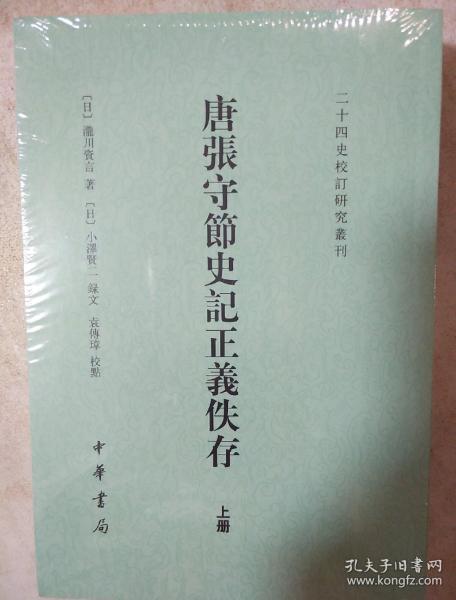 二十四史校訂研究叢刊
唐張守節史記正義佚存
上册
〔日〕瀧川資言 著 〔日〕小澤賢二 録文 袁傳璋 校點
中華書局
孔夫子旧书网
www.kongfz.com